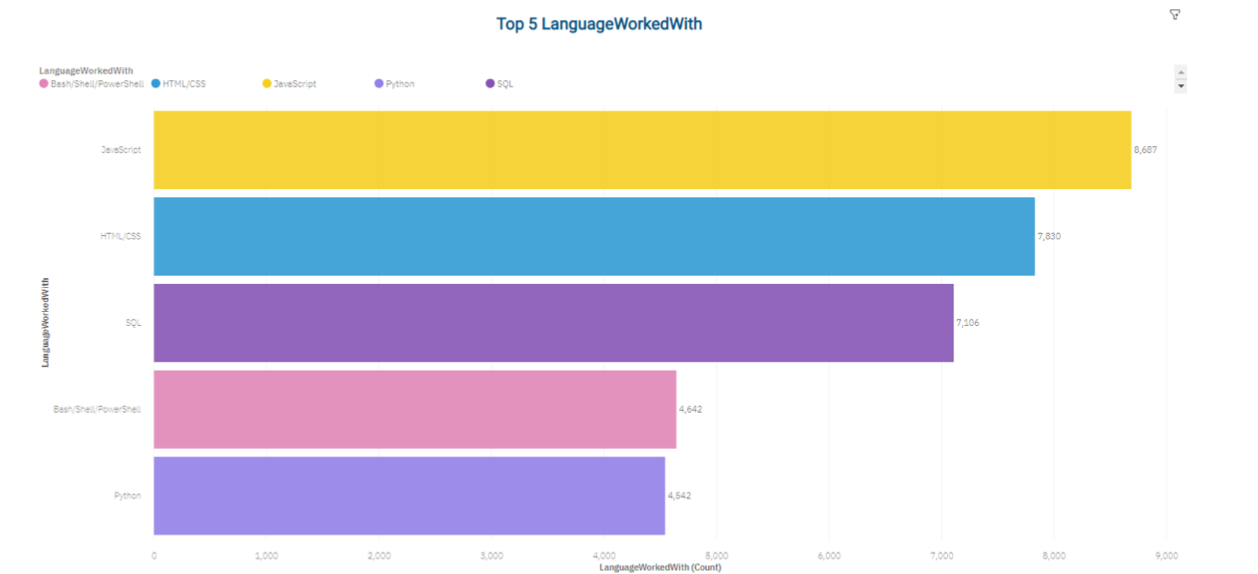 Top 5 LanguageWorkedWith
LanguageWorkedWith
Bash/Shell/PowerShell HTML/CSS JavaScript Python SQL
JavaScript 8,687
HTML/CSS 7,830
SQL 7,106
Bash/Shell/PowerShell 4,642
Python 4,542
LanguageWorkedWith
0 1,000 2,000 3,000 4,000 5,000 6,000 7,000 8,000 9,000
LanguageWorkedWith (Count)